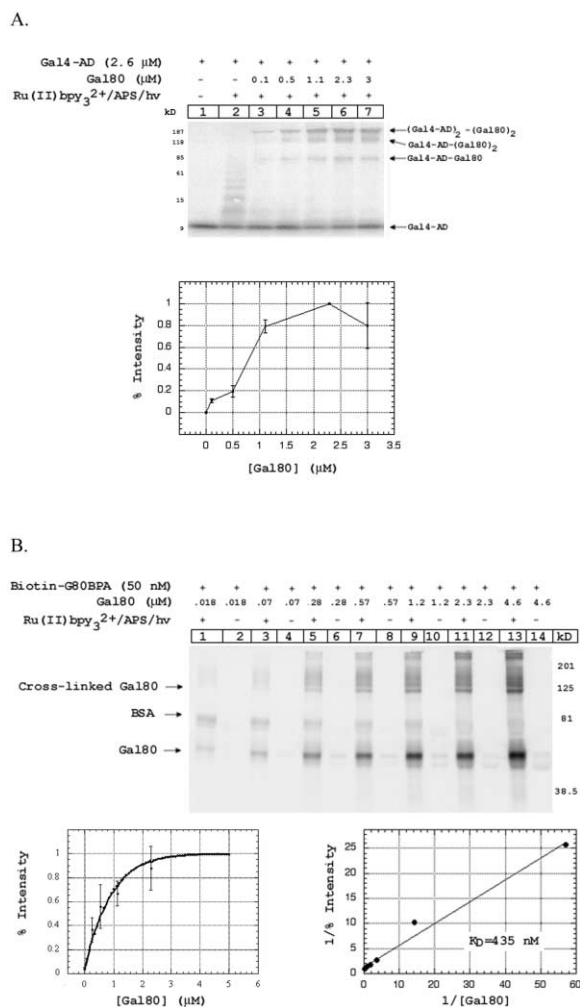 A.
Gal4-AD (2.6 μM) + + + + + + +
Gal80 (μM) - - 0.1 0.5 1.1 2.3 3
Ru(II)bpy3 2+/APS/hv - + + + + + +
kD 1 2 3 4 5 6 7
187 (Gal4-AD)2 -(Gal80)2
118 Gal4-AD-(Gal80)2
85 Gal4-AD-Gal80
61
15
9 Gal4-AD
% Intensity
1
0.8
0.6
0.4
0.2
0
0 0.5 1 1.5 2 2.5 3 3.5
[Gal80] (μM)
B.
Biotin-G80BPA (50 nM) + + + + + + + + + + + + + +
Gal80 (μM) .018 .018 .07 .07 .28 .28 .57 .57 1.2 1.2 2.3 2.3 4.6 4.6
Ru(II)bpy3 2+/APS/hv + - + - + - + - + - + - + -
1 2 3 4 5 6 7 8 9 10 11 12 13 14 kD
201
Cross-linked Gal80 125
BSA 81
Gal80
38.5
% Intensity
1
0.8
0.6
0.4
0.2
0
0 1 2 3 4 5 6
[Gal80] (μM)
1/% Intensity
30
25
20
15
10
5
0
KD=435 nM
0 10 20 30 40 50 60
1/[Gal80]